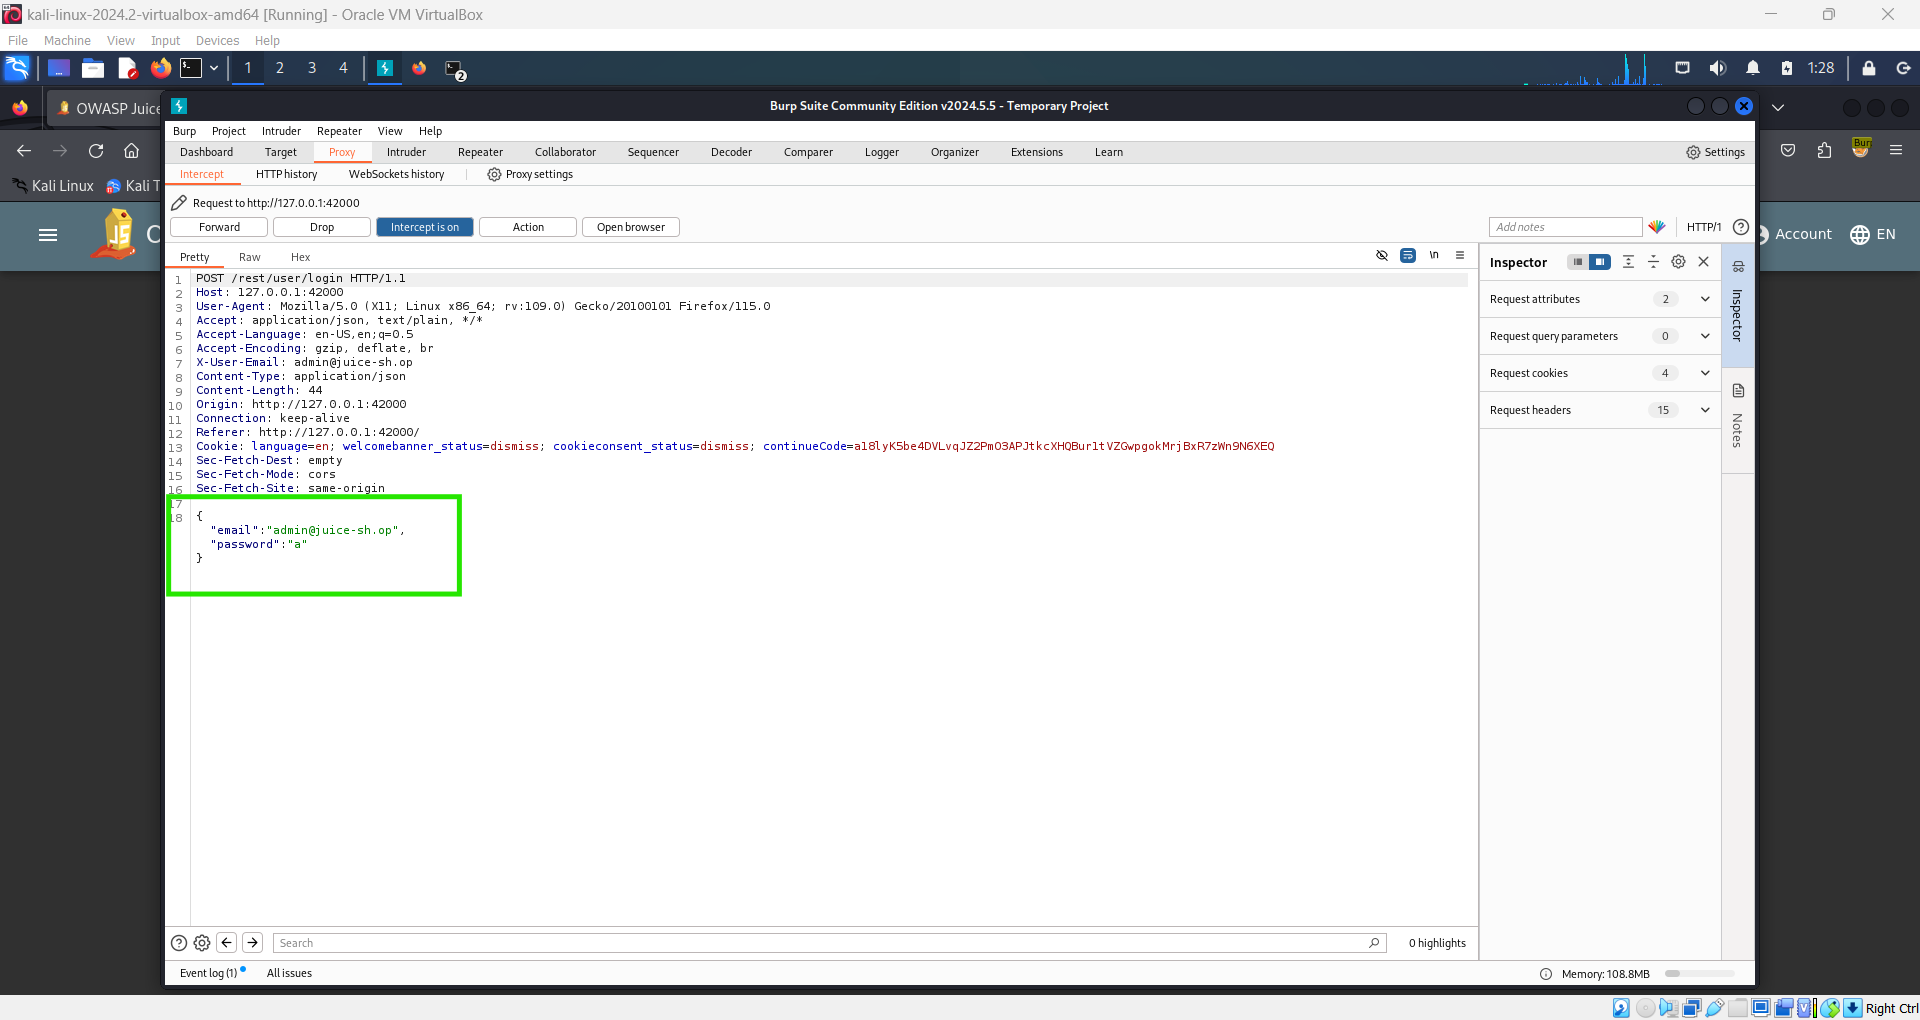 kali-linux-2024.2-virtualbox-amd64 [Running] - Oracle VM VirtualBox
File Machine View Input Devices Help
1 2 3 4 2 1:28
OWASP Juice
Burp Suite Community Edition v2024.5.5 - Temporary Project
Burp Project Intruder Repeater View Help
Dashboard Target Proxy Intruder Repeater Collaborator Sequencer Decoder Comparer Logger Organizer Extensions Learn Settings
Intercept HTTP history WebSockets history Proxy settings
Kali Linux Kali T
Request to http://127.0.0.1:42000
Forward Drop Intercept is on Action Open browser Add notes HTTP/1
Account EN
Pretty Raw Hex \n
Inspector
Request attributes 2
Request query parameters 0
Request cookies 4
Request headers 15
Inspector
Notes
1 POST /rest/user/login HTTP/1.1
2 Host: 127.0.0.1:42000
3 User-Agent: Mozilla/5.0 (X11; Linux x86_64; rv:109.0) Gecko/20100101 Firefox/115.0
4 Accept: application/json, text/plain, */*
5 Accept-Language: en-US,en;q=0.5
6 Accept-Encoding: gzip, deflate, br
7 X-User-Email: admin@juice-sh.op
8 Content-Type: application/json
9 Content-Length: 44
10 Origin: http://127.0.0.1:42000
11 Connection: keep-alive
12 Referer: http://127.0.0.1:42000/
13 Cookie: language=en; welcomebanner_status=dismiss; cookieconsent_status=dismiss; continueCode=a18lyK5be4DVLvqJZ2PmO3APJtkcXHQBur1tVZGwpgokMrjBxR7zWn9N6XEQ
14 Sec-Fetch-Dest: empty
15 Sec-Fetch-Mode: cors
16 Sec-Fetch-Site: same-origin
17
18 {
"email":"admin@juice-sh.op",
"password":"a"
}
Search 0 highlights
Event log (1) All issues Memory: 108.8MB
Right Ctrl